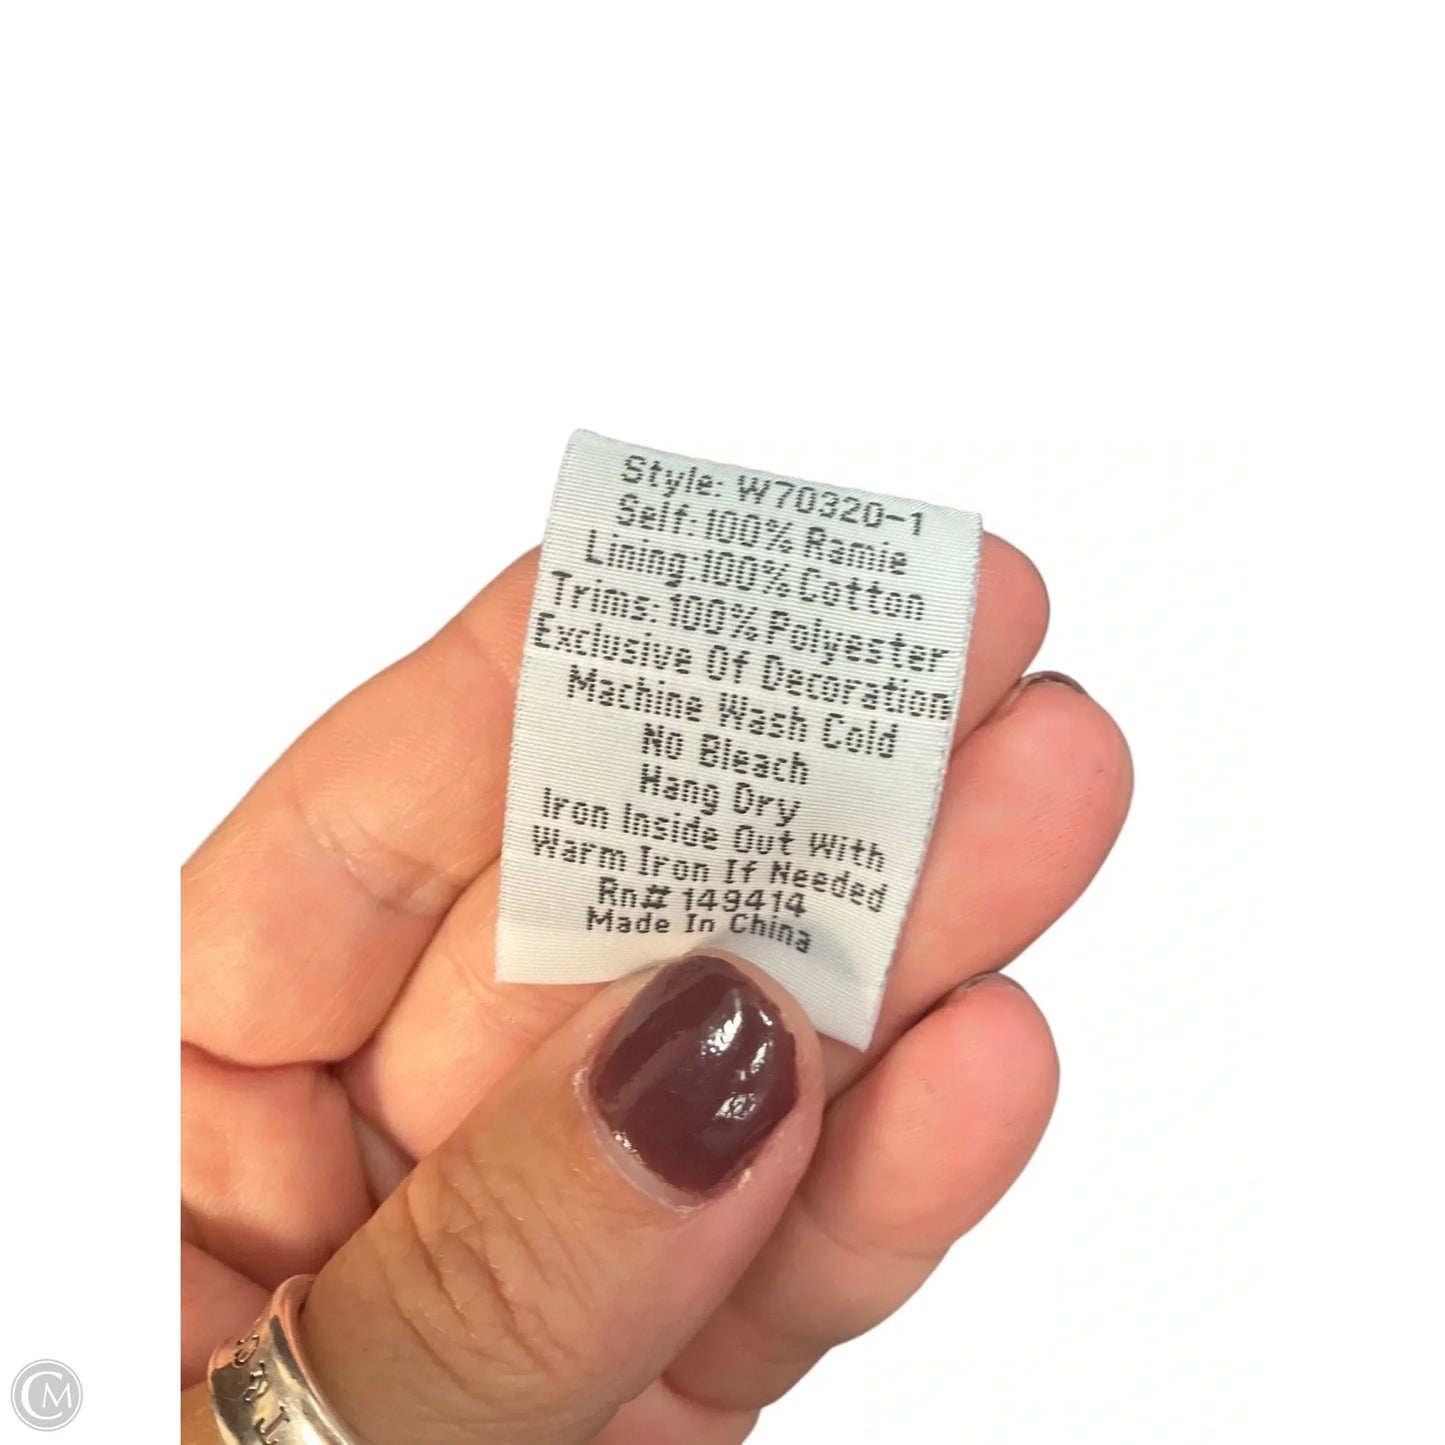 Style: W70320-1
Self: 100% Ramie
Lining:100% Cotton
Trims: 100% Polyester
Exclusive Of Decoration
Machine Wash Cold
No Bleach
Hang Dry
Iron Inside Out With
Warm Iron If Needed
Rn# 149414
Made In China
CM